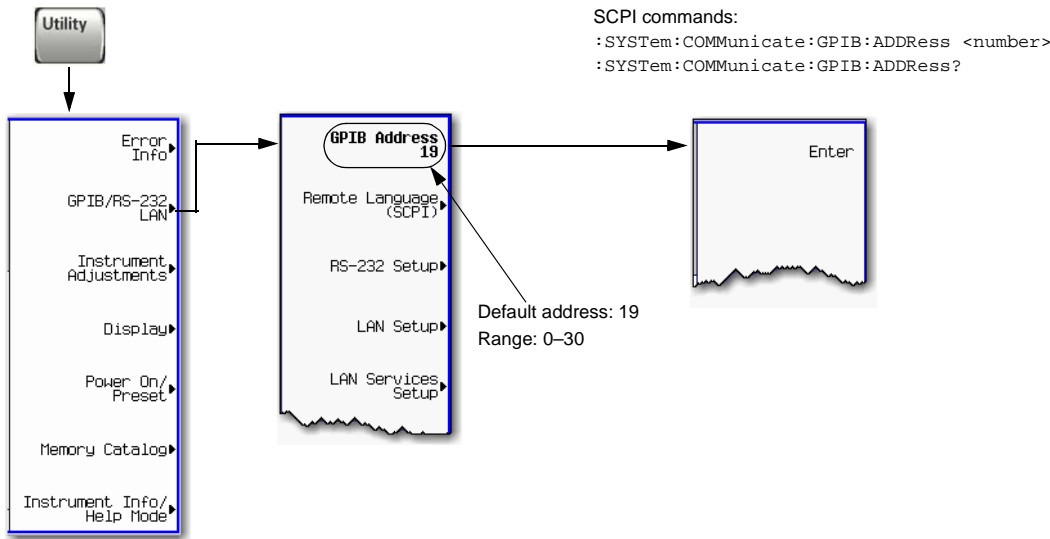 Utility
SCPI commands:
:SYSTem:COMMunicate:GPIB:ADDRess <number>
:SYSTem:COMMunicate:GPIB:ADDRess?
Error
Info
GPIB/RS-232
LAN
Instrument
Adjustments
Display
Power On/
Preset
Memory Catalog
Instrument Info/
Help Mode
GPIB Address
19
Remote Language
(SCPI)
RS-232 Setup
LAN Setup
LAN Services
Setup
Default address: 19
Range: 0–30
Enter